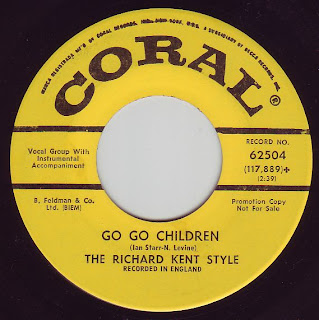 CORAL®
Vocal Group With
Instrumental
Accompaniment
RECORD NO.
62504
(117,889)✤
(2:39)
B. Feldman & Co.
Ltd. (BIEM)
Promotion Copy
Not For Sale
GO GO CHILDREN
(Ian Starr-N. Levine)
THE RICHARD KENT STYLE
RECORDED IN ENGLAND